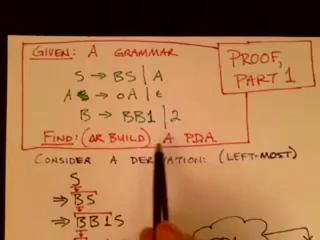 GIVEN: A GRAMMAR
PROOF,
PART 1
S → BS | A
A → 0A | ε
B → BB1 | 2
FIND: (OR BUILD) A PDA
CONSIDER A DERIVATION: (LEFT-MOST)
S
⇒ BS
⇒ BB1S